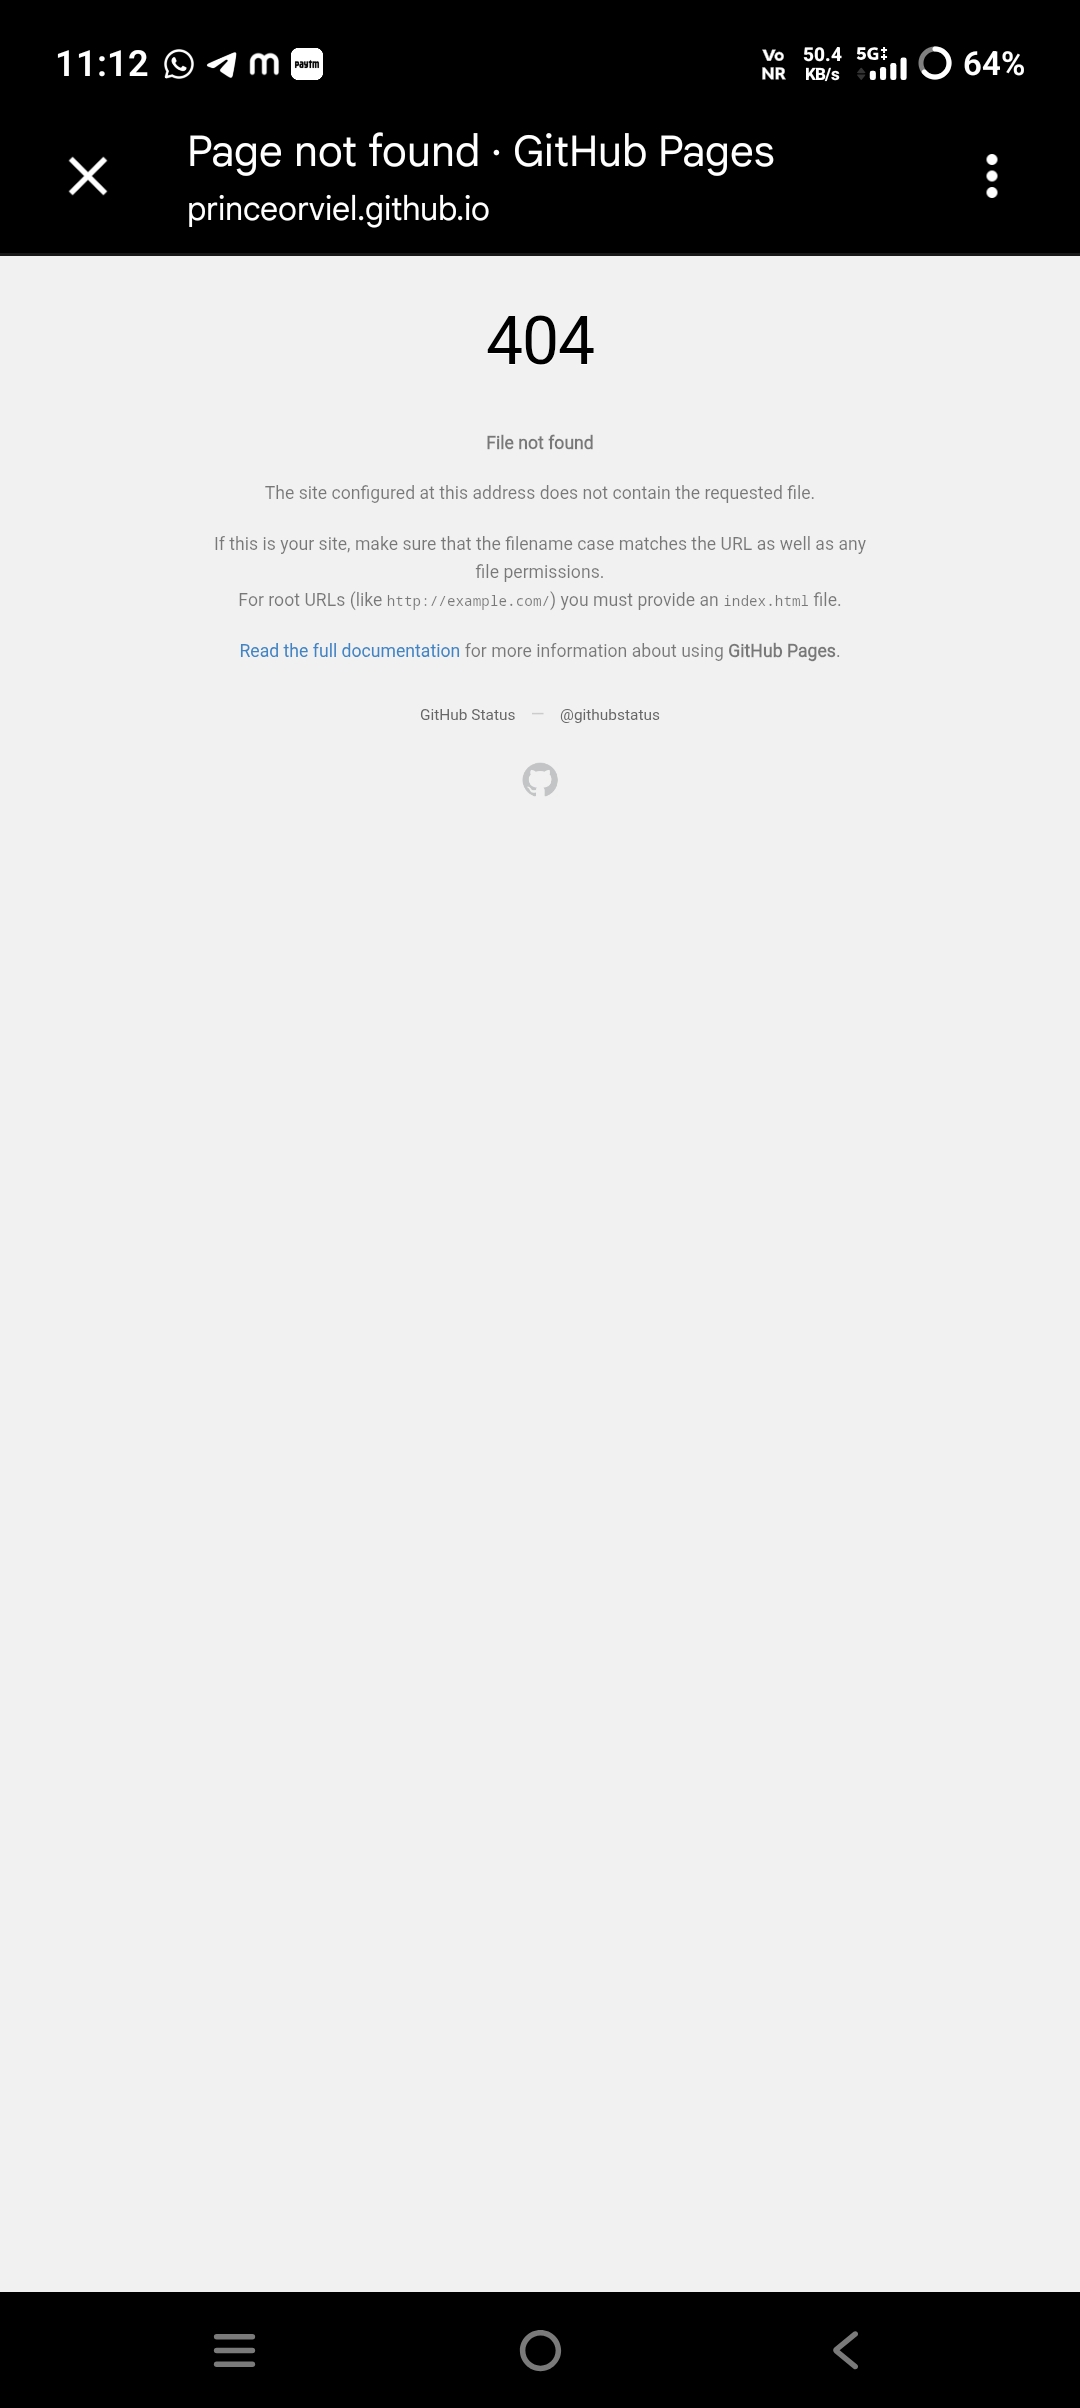 11:12 m paytm Vo NR 50.4 KB/s 5G 64%
Page not found · GitHub Pages
princeorviel.github.io
404
File not found
The site configured at this address does not contain the requested file.
If this is your site, make sure that the filename case matches the URL as well as any
file permissions.
For root URLs (like http://example.com/) you must provide an index.html file.
Read the full documentation for more information about using GitHub Pages.
GitHub Status — @githubstatus